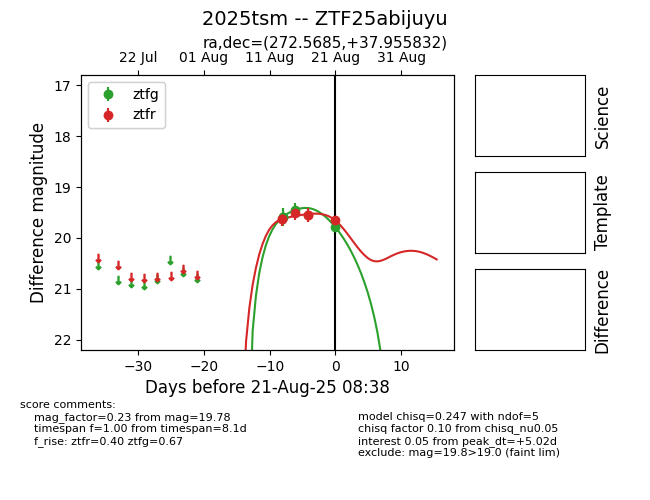 2025tsm -- ZTF25abijuyu
ra,dec=(272.5685,+37.955832)
22 Jul 01 Aug 11 Aug 21 Aug 31 Aug
ztfg
ztfr
17
18
19
20
21
22
Difference magnitude
−30 −20 −10 0 10
Days before 21-Aug-25 08:38
Science
Template
Difference
score comments:
mag_factor=0.23 from mag=19.78
timespan f=1.00 from timespan=8.1d
f_rise: ztfr=0.40 ztfg=0.67
model chisq=0.247 with ndof=5
chisq factor 0.10 from chisq_nu0.05
interest 0.05 from peak_dt=+5.02d
exclude: mag=19.8>19.0 (faint lim)